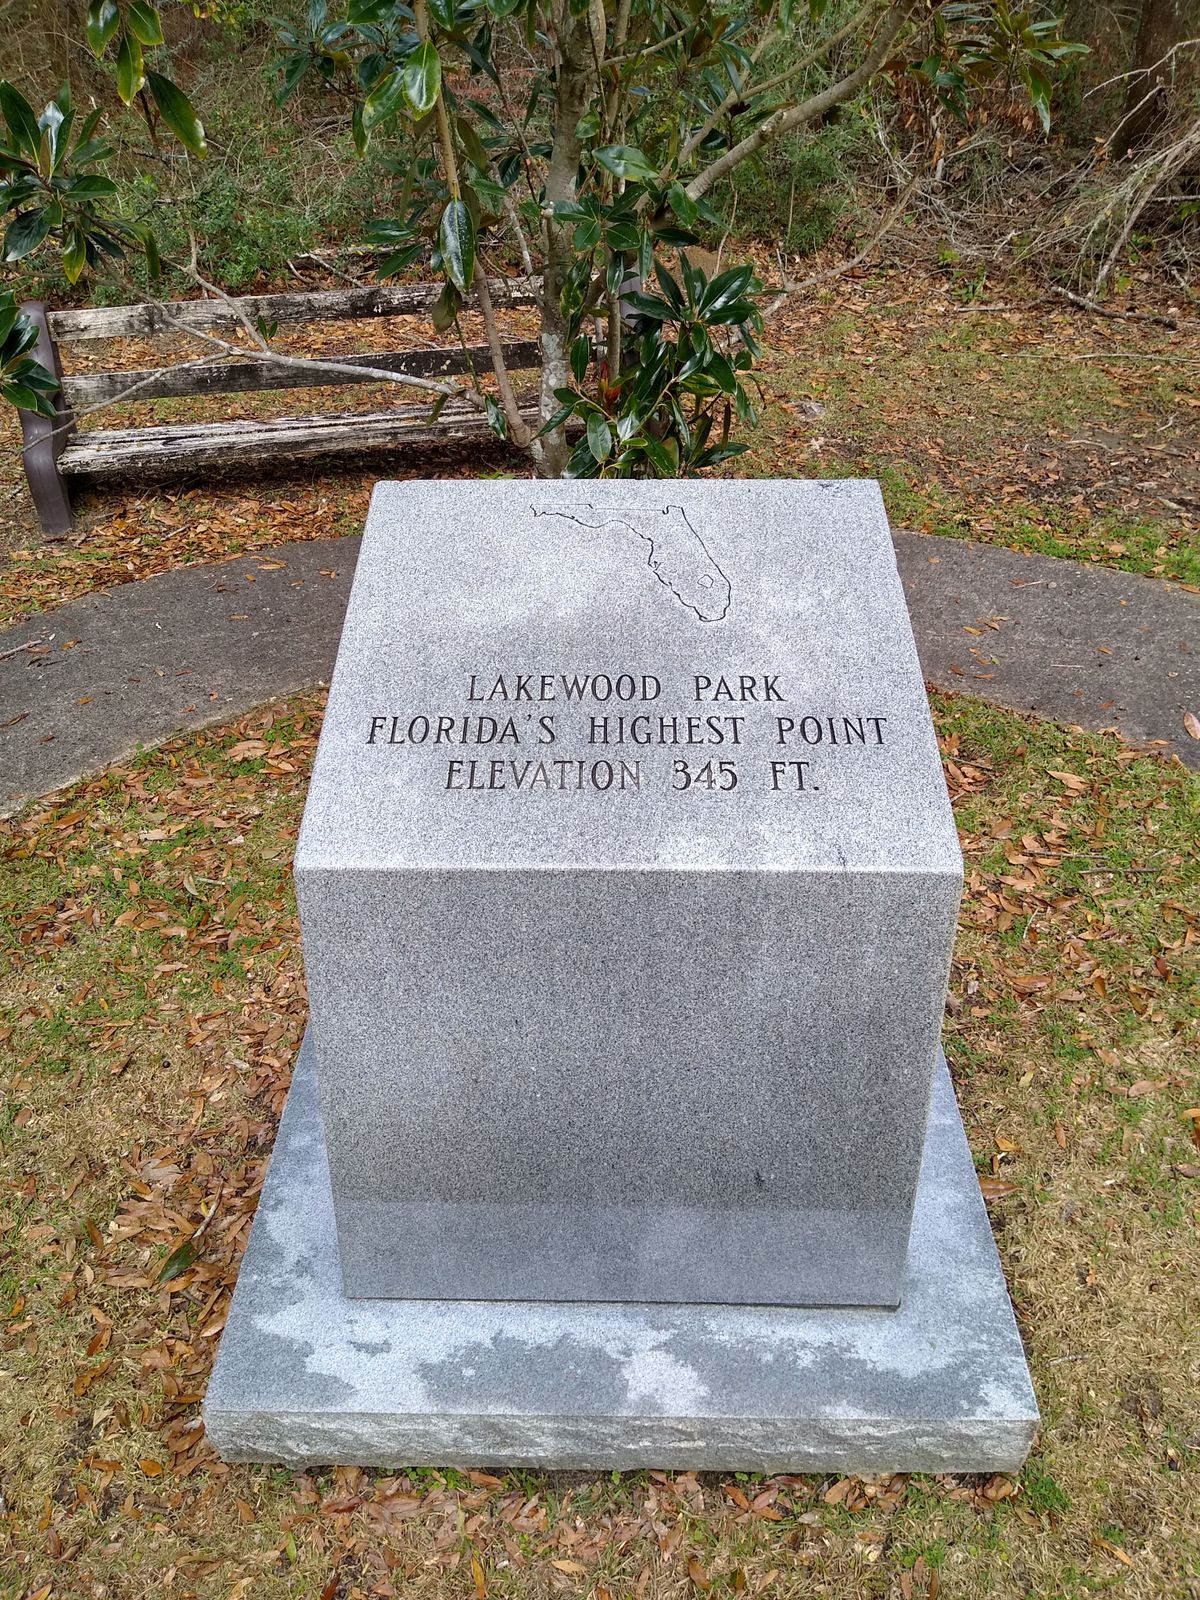 LAKEWOOD PARK
FLORIDA'S HIGHEST POINT
ELEVATION 345 FT.